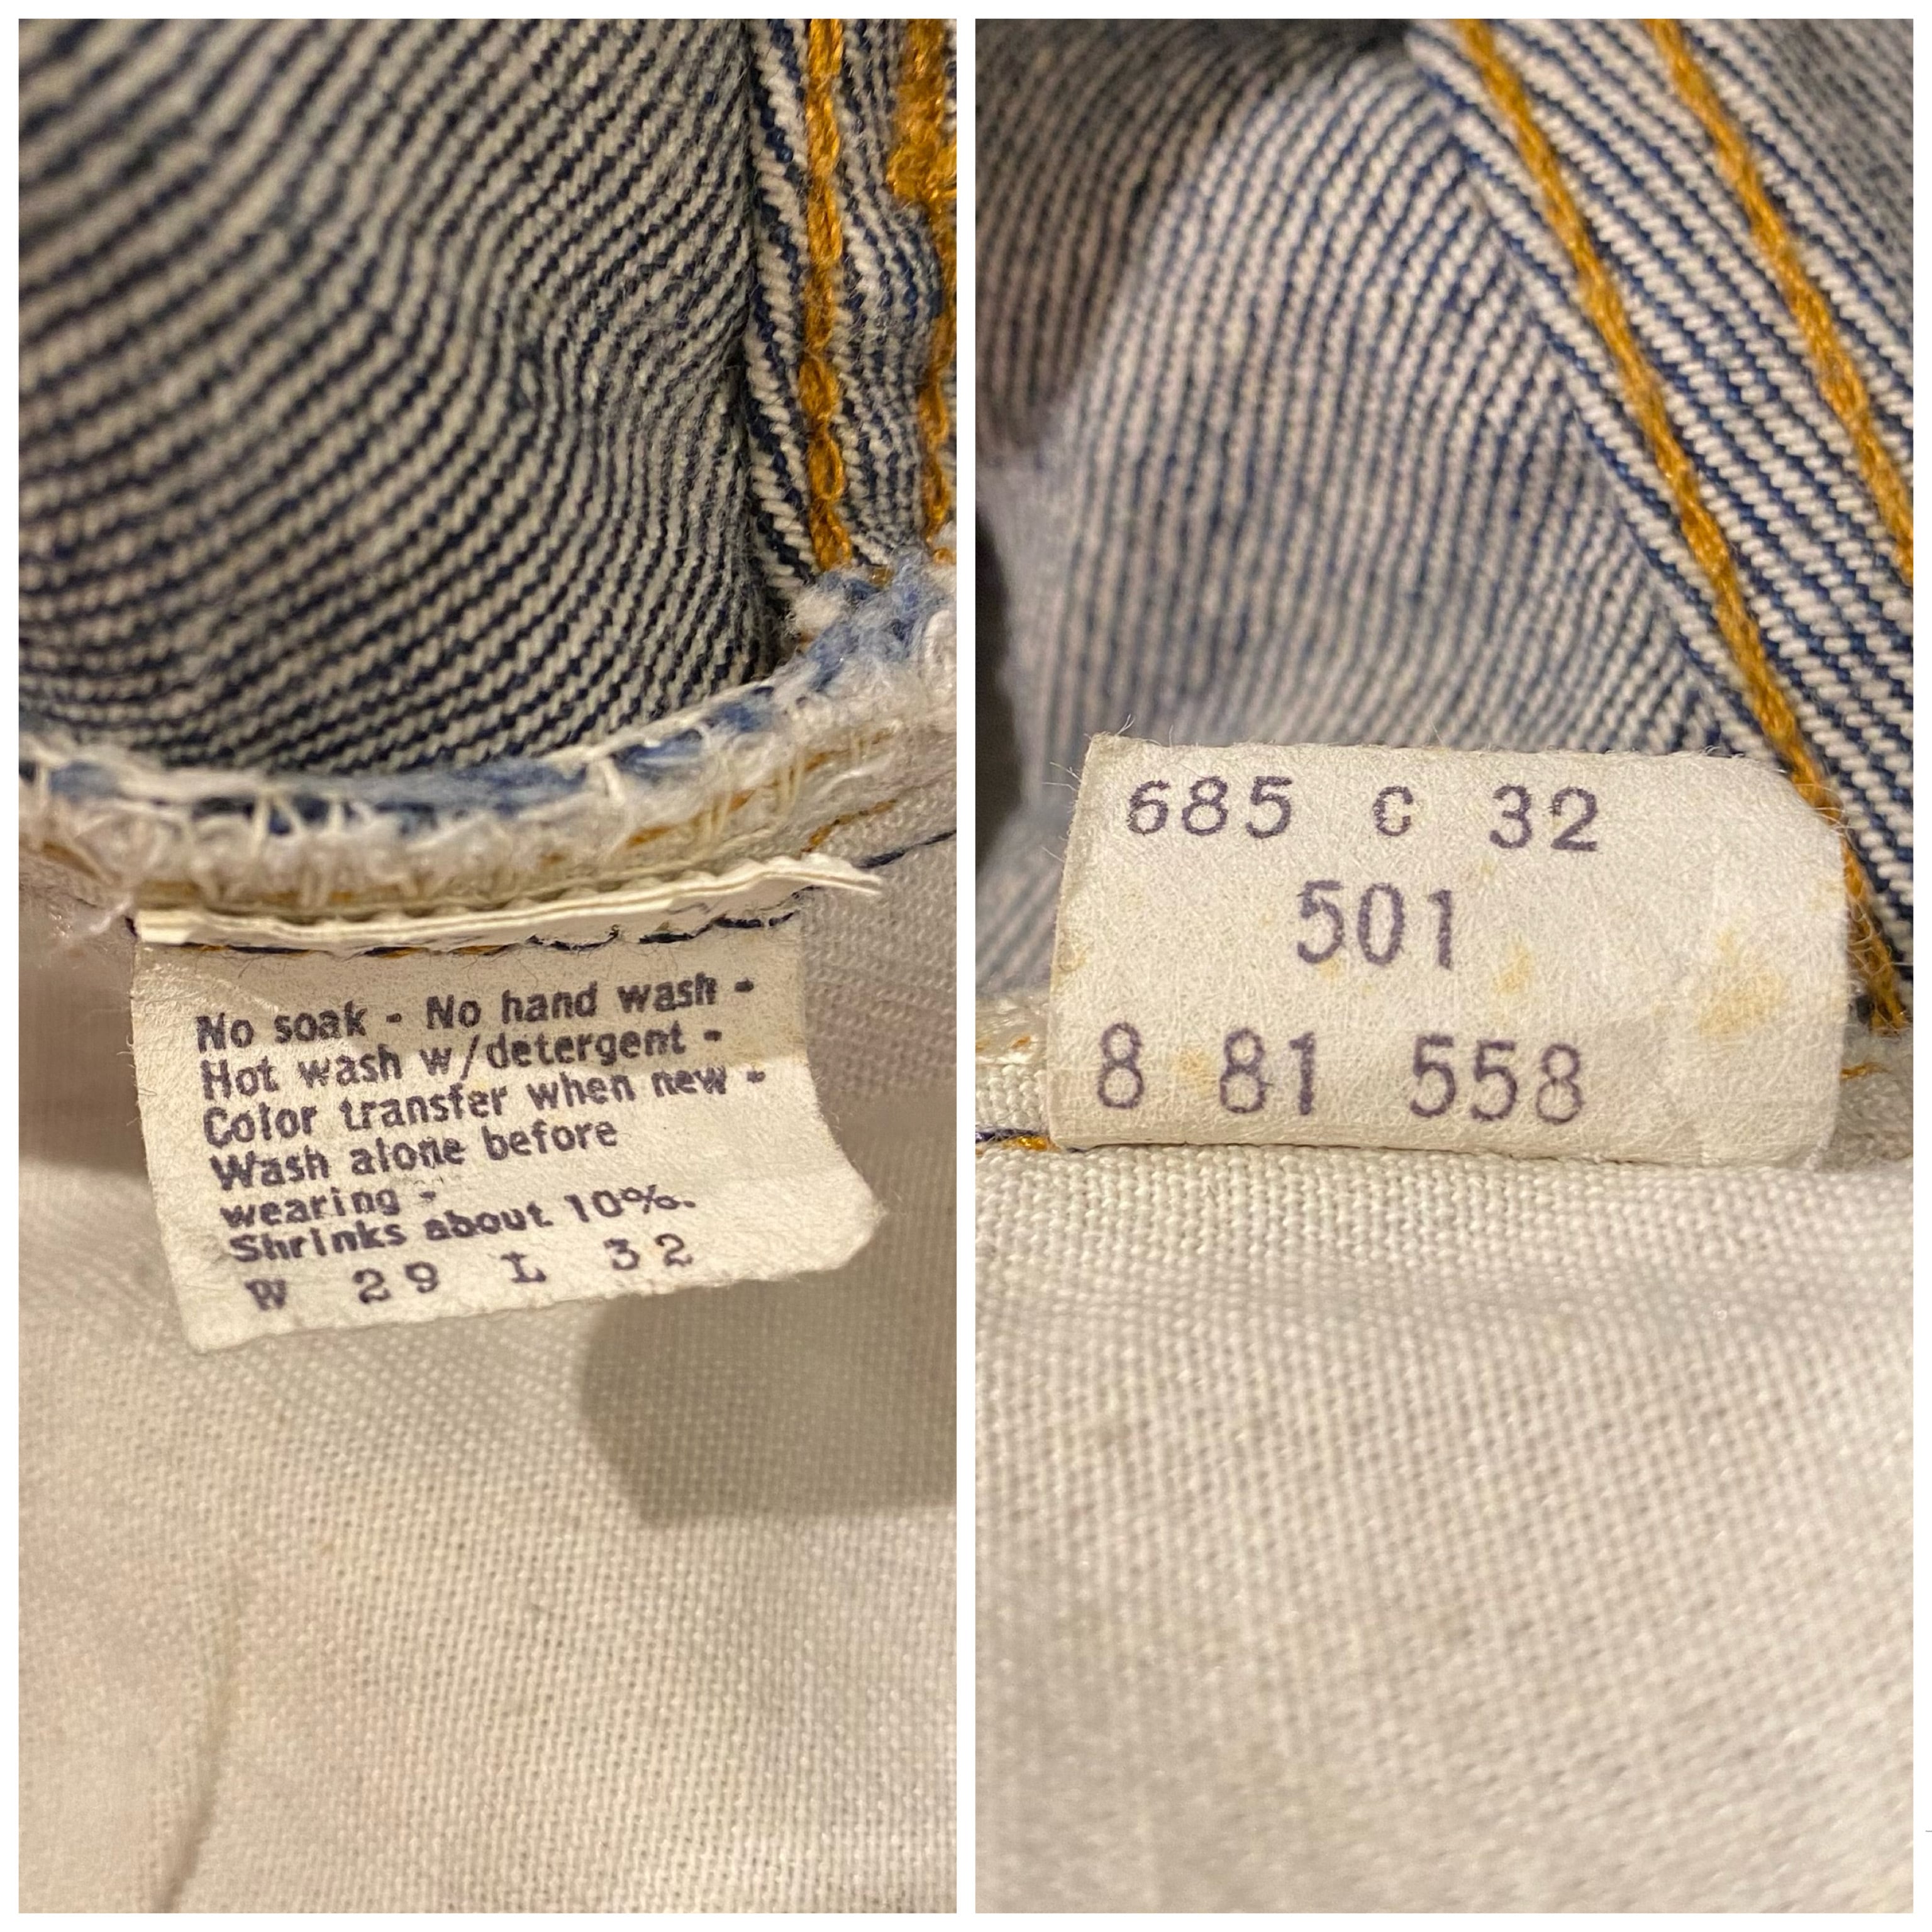 No soak - No hand wash -
Hot wash w/detergent -
Color transfer when new -
Wash alone before
wearing -
Shrinks about 10%.
W 29 L 32
685 C 32
501
8 81 558